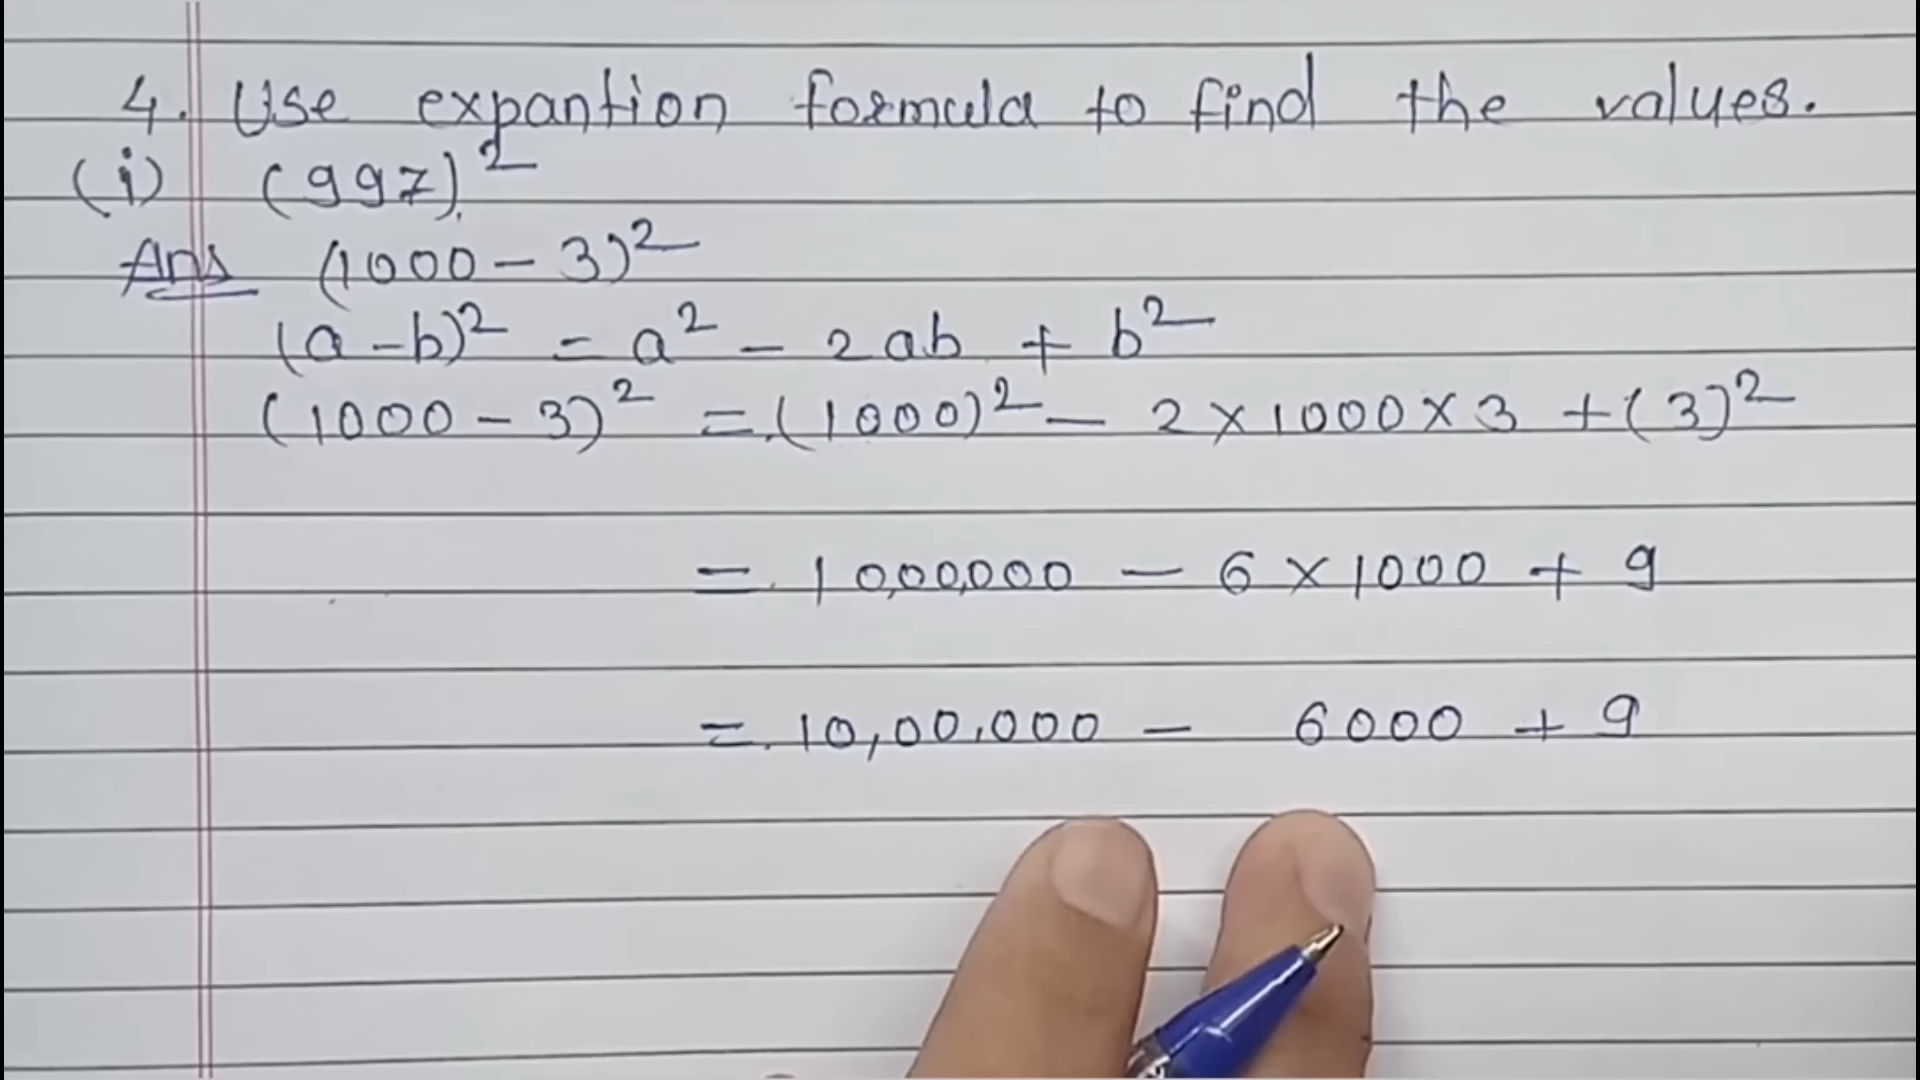 4. Use expantion formula to find the values.
(i) (997)²
Ans (1000 - 3)²
(a - b)² = a² - 2ab + b²
(1000 - 3)² = (1000)² - 2 × 1000 × 3 + (3)²
= 10,00,000 - 6 × 1000 + 9
= 10,00,000 - 6000 + 9